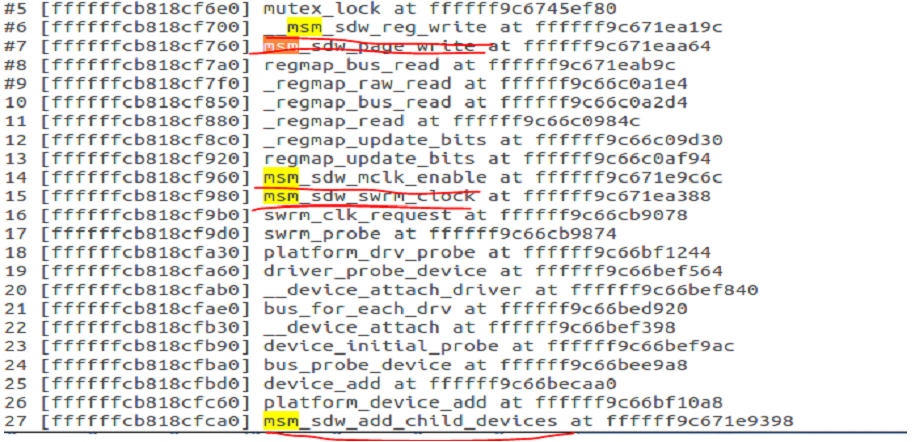 #5 [ffffffcb818cf6e0] mutex_lock at ffffff9c6745ef80
#6 [ffffffcb818cf700] __msm_sdw_reg_write at ffffff9c671ea19c
#7 [ffffffcb818cf760] msm_sdw_page_write at ffffff9c671eaa64
#8 [ffffffcb818cf7a0] regmap_bus_read at ffffff9c671eab9c
#9 [ffffffcb818cf7f0] _regmap_raw_read at ffffff9c66c0a1e4
10 [ffffffcb818cf850] _regmap_bus_read at ffffff9c66c0a2d4
11 [ffffffcb818cf880] _regmap_read at ffffff9c66c0984c
12 [ffffffcb818cf8c0] _regmap_update_bits at ffffff9c66c09d30
13 [ffffffcb818cf920] regmap_update_bits at ffffff9c66c0af94
14 [ffffffcb818cf960] msm_sdw_mclk_enable at ffffff9c671e9c6c
15 [ffffffcb818cf980] msm_sdw_swrm_clock at ffffff9c671ea388
16 [ffffffcb818cf9b0] swrm_clk_request at ffffff9c66cb9078
17 [ffffffcb818cf9d0] swrm_probe at ffffff9c66cb9874
18 [ffffffcb818cfa30] platform_drv_probe at ffffff9c66bf1244
19 [ffffffcb818cfa60] driver_probe_device at ffffff9c66bef564
20 [ffffffcb818cfab0] __device_attach_driver at ffffff9c66bef840
21 [ffffffcb818cfae0] bus_for_each_drv at ffffff9c66bed920
22 [ffffffcb818cfb30] __device_attach at ffffff9c66bef398
23 [ffffffcb818cfb90] device_initial_probe at ffffff9c66bef9ac
24 [ffffffcb818cfba0] bus_probe_device at ffffff9c66bee9a8
25 [ffffffcb818cfbd0] device_add at ffffff9c66becaa0
26 [ffffffcb818cfc60] platform_device_add at ffffff9c66bf10a8
27 [ffffffcb818cfca0] msm_sdw_add_child_devices at ffffff9c671e9398